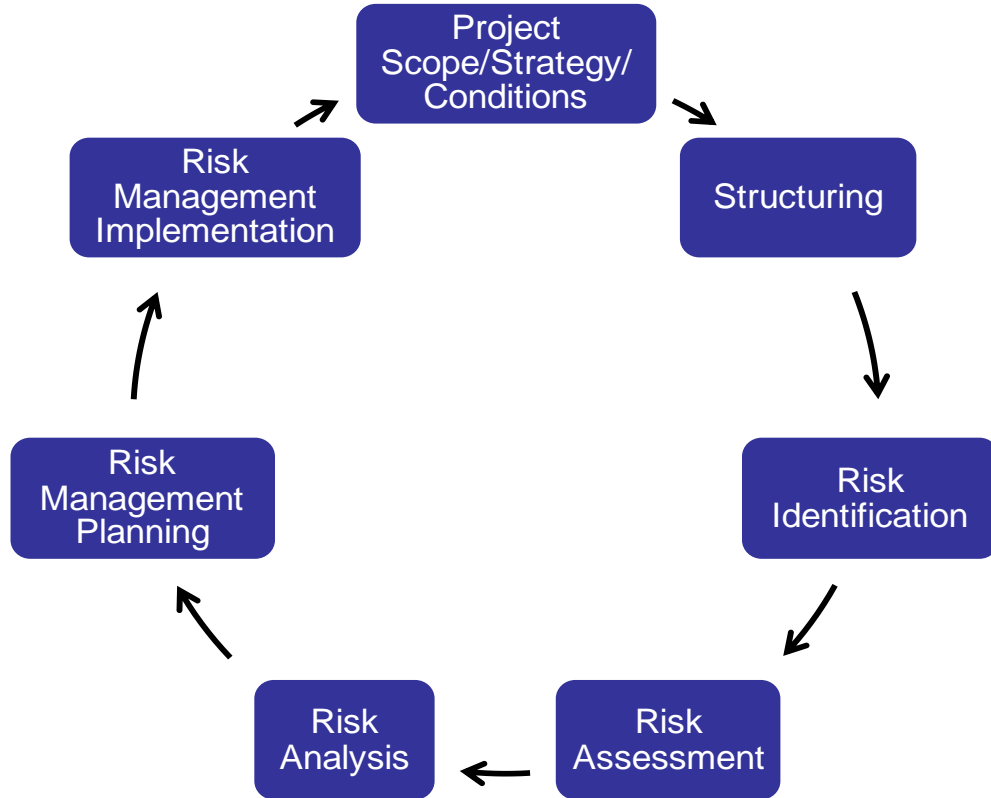 Project
Scope/Strategy/
Conditions
Structuring
Risk
Identification
Risk
Assessment
Risk
Analysis
Risk
Management
Planning
Risk
Management
Implementation